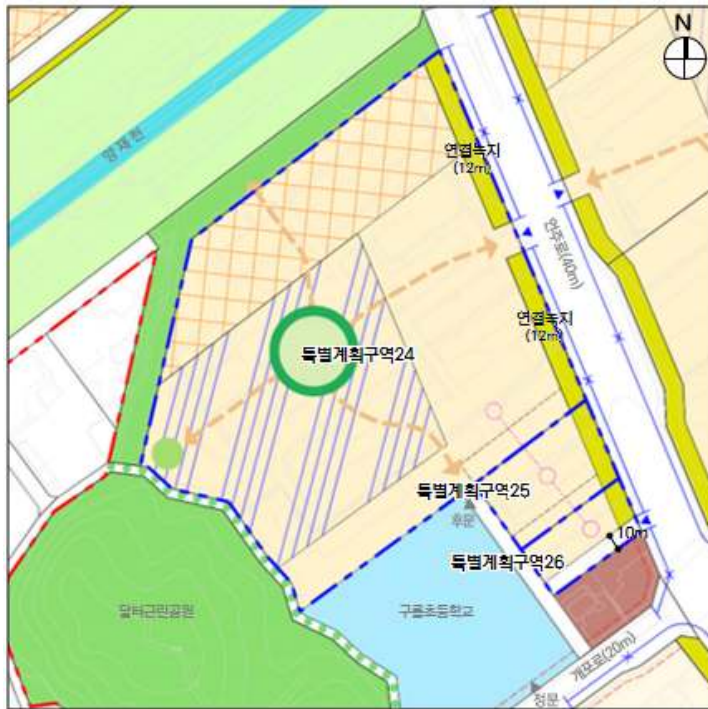 N
양재천
연결녹지
(12m)
언주로(40m)
연결녹지
(12m)
특별계획구역24
특별계획구역25
후문
10m
특별계획구역26
달터근린공원
구룡초등학교
개포로(20m)
정문